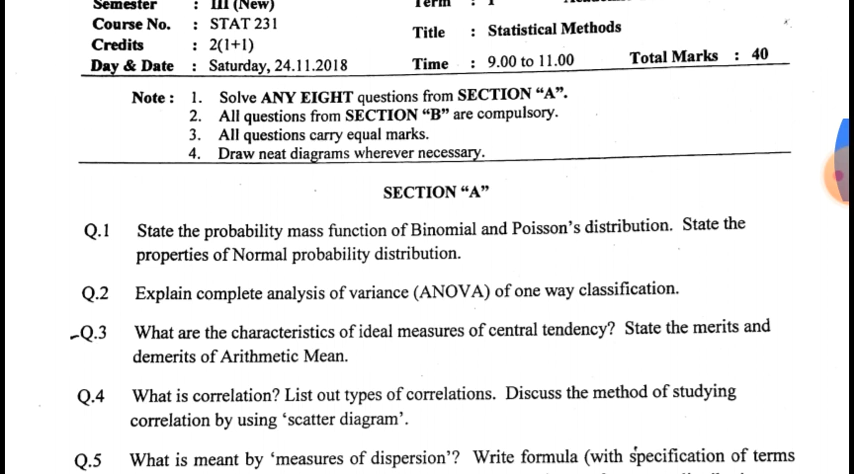 Semester : III (New) Term : 1
Course No. : STAT 231 Title : Statistical Methods
Credits : 2(1+1)
Day & Date : Saturday, 24.11.2018 Time : 9.00 to 11.00 Total Marks : 40
Note : 1. Solve ANY EIGHT questions from SECTION "A".
2. All questions from SECTION "B" are compulsory.
3. All questions carry equal marks.
4. Draw neat diagrams wherever necessary.
SECTION "A"
Q.1 State the probability mass function of Binomial and Poisson's distribution. State the
properties of Normal probability distribution.
Q.2 Explain complete analysis of variance (ANOVA) of one way classification.
Q.3 What are the characteristics of ideal measures of central tendency? State the merits and
demerits of Arithmetic Mean.
Q.4 What is correlation? List out types of correlations. Discuss the method of studying
correlation by using 'scatter diagram'.
Q.5 What is meant by 'measures of dispersion'? Write formula (with specification of terms